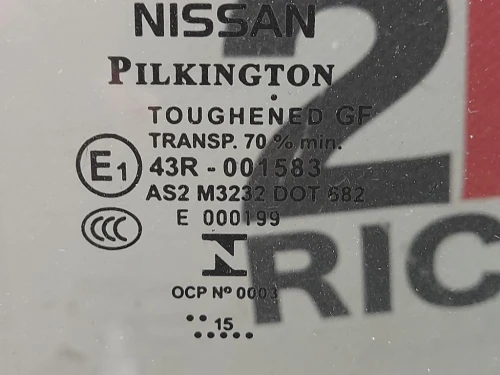 NISSAN
PILKINGTON
TOUGHENED GF
TRANSP. 70 % min.
E1 43R - 001583
AS2 M3232 DOT 682
CCC E 000199
OCP Nº 0003
.. 15 ....
2
RIC